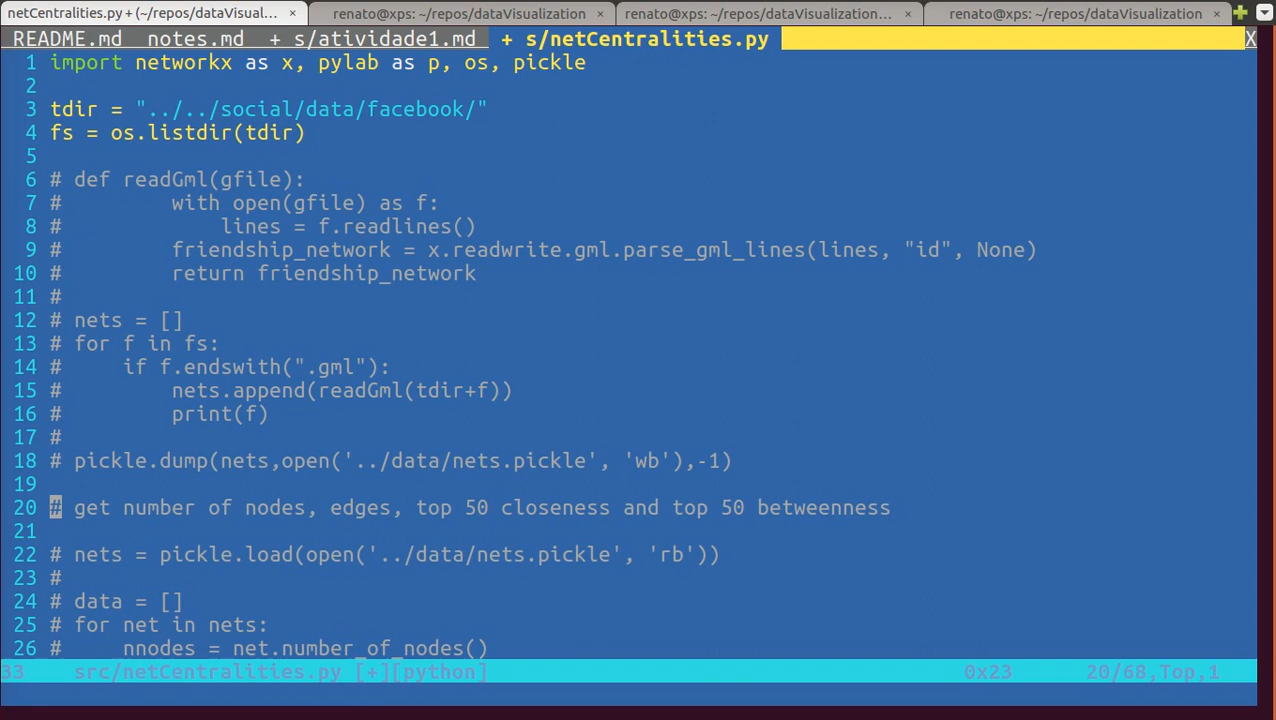 netCentralities.py + (~/repos/dataVisual... × renato@xps: ~/repos/dataVisualization × renato@xps: ~/repos/dataVisualization... × renato@xps: ~/repos/dataVisualization ×
README.md notes.md + s/atividade1.md + s/netCentralities.py X
1 import networkx as x, pylab as p, os, pickle
2
3 tdir = "../../social/data/facebook/"
4 fs = os.listdir(tdir)
5
6 # def readGml(gfile):
7 #         with open(gfile) as f:
8 #             lines = f.readlines()
9 #         friendship_network = x.readwrite.gml.parse_gml_lines(lines, "id", None)
10 #         return friendship_network
11 #
12 # nets = []
13 # for f in fs:
14 #     if f.endswith(".gml"):
15 #         nets.append(readGml(tdir+f))
16 #         print(f)
17 #
18 # pickle.dump(nets,open('../data/nets.pickle', 'wb'),-1)
19
20 # get number of nodes, edges, top 50 closeness and top 50 betweenness
21
22 # nets = pickle.load(open('../data/nets.pickle', 'rb'))
23 #
24 # data = []
25 # for net in nets:
26 #     nnodes = net.number_of_nodes()
33 src/netCentralities.py [+][python] 0x23 20/68,Top,1